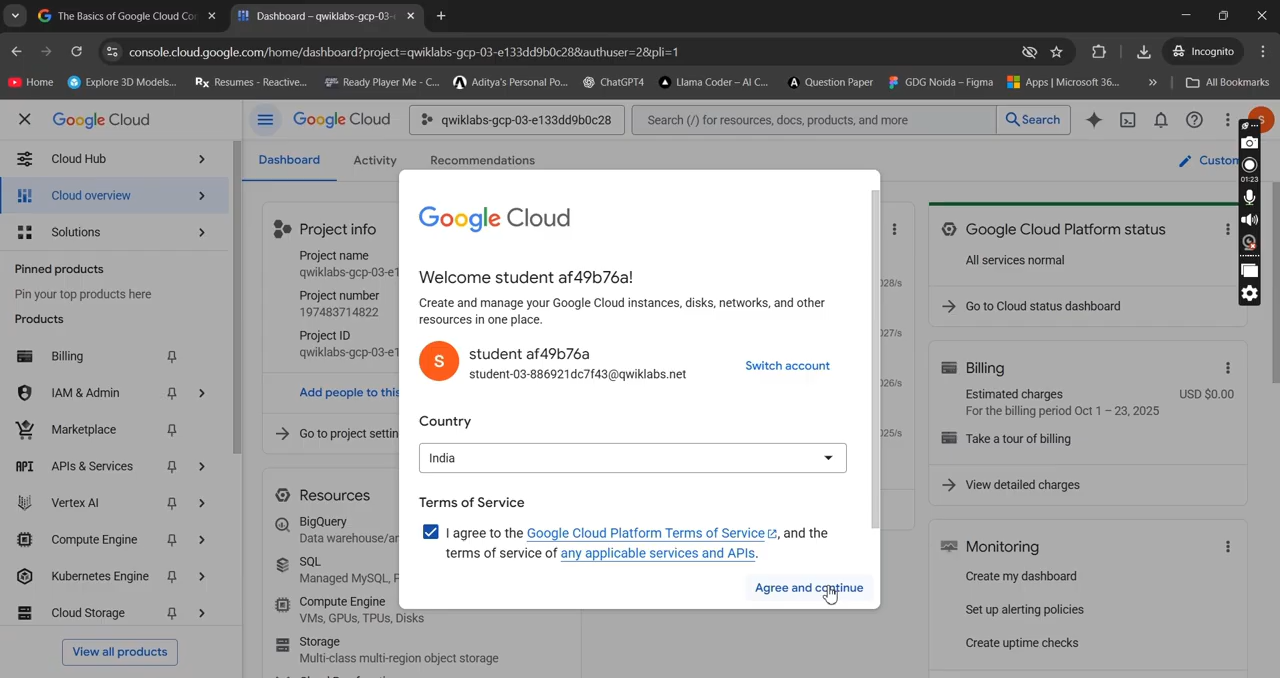 The Basics of Google Cloud Co
Dashboard – qwiklabs-gcp-03-
console.cloud.google.com/home/dashboard?project=qwiklabs-gcp-03-e133dd9b0c28&authuser=2&pli=1
Incognito
Home
Explore 3D Models...
Resumes - Reactive...
Ready Player Me - C...
Aditya's Personal Po...
ChatGPT4
Llama Coder – AI C...
Question Paper
GDG Noida – Figma
Apps | Microsoft 36...
All Bookmarks
Google Cloud
Google Cloud
qwiklabs-gcp-03-e133dd9b0c28
Search (/) for resources, docs, products, and more
Search
S
Cloud Hub
Cloud overview
Solutions
Pinned products
Pin your top products here
Products
Billing
IAM & Admin
Marketplace
API APIs & Services
Vertex AI
Compute Engine
Kubernetes Engine
Cloud Storage
View all products
Dashboard
Activity
Recommendations
Custom
01:23
Project info
Project name
qwiklabs-gcp-03-e1
Project number
197483714822
Project ID
qwiklabs-gcp-03-e1
Add people to this
Go to project settin
Resources
BigQuery
Data warehouse/an
SQL
Managed MySQL, P
Compute Engine
VMs, GPUs, TPUs, Disks
Storage
Multi-class multi-region object storage
Google Cloud
Welcome student af49b76a!
Create and manage your Google Cloud instances, disks, networks, and other
resources in one place.
S
student af49b76a
student-03-886921dc7f43@qwiklabs.net
Switch account
Country
India
Terms of Service
I agree to the Google Cloud Platform Terms of Service, and the
terms of service of any applicable services and APIs.
Agree and continue
28/s
27/s
26/s
25/s
Google Cloud Platform status
All services normal
Go to Cloud status dashboard
Billing
Estimated charges
USD $0.00
For the billing period Oct 1 – 23, 2025
Take a tour of billing
View detailed charges
Monitoring
Create my dashboard
Set up alerting policies
Create uptime checks